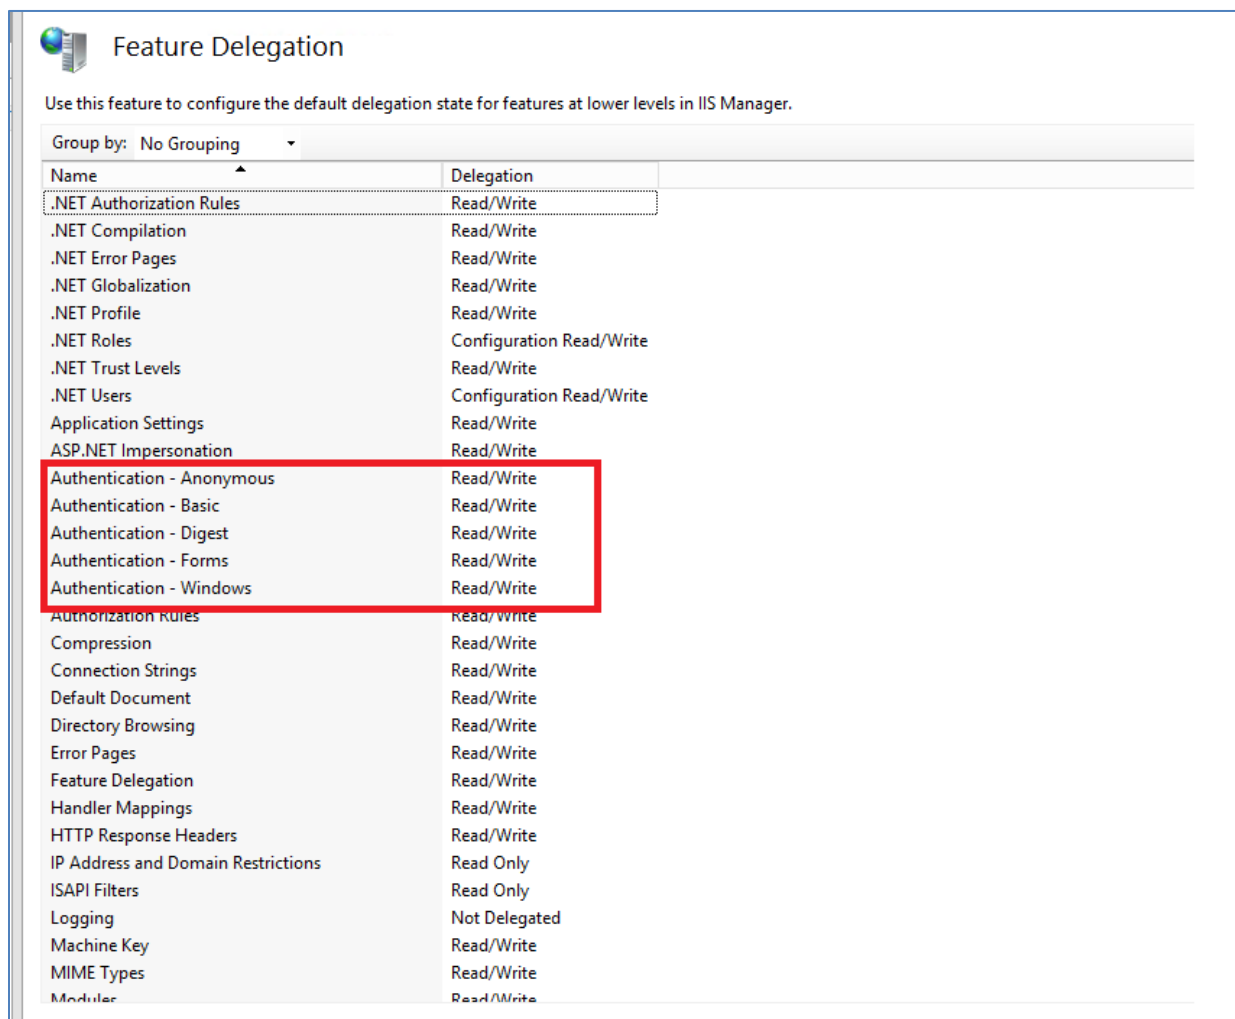 Feature Delegation
Use this feature to configure the default delegation state for features at lower levels in IIS Manager.
Group by: No Grouping
Name Delegation
.NET Authorization Rules Read/Write
.NET Compilation Read/Write
.NET Error Pages Read/Write
.NET Globalization Read/Write
.NET Profile Read/Write
.NET Roles Configuration Read/Write
.NET Trust Levels Read/Write
.NET Users Configuration Read/Write
Application Settings Read/Write
ASP.NET Impersonation Read/Write
Authentication - Anonymous Read/Write
Authentication - Basic Read/Write
Authentication - Digest Read/Write
Authentication - Forms Read/Write
Authentication - Windows Read/Write
Authorization Rules Read/Write
Compression Read/Write
Connection Strings Read/Write
Default Document Read/Write
Directory Browsing Read/Write
Error Pages Read/Write
Feature Delegation Read/Write
Handler Mappings Read/Write
HTTP Response Headers Read/Write
IP Address and Domain Restrictions Read Only
ISAPI Filters Read Only
Logging Not Delegated
Machine Key Read/Write
MIME Types Read/Write
Modules Read/Write